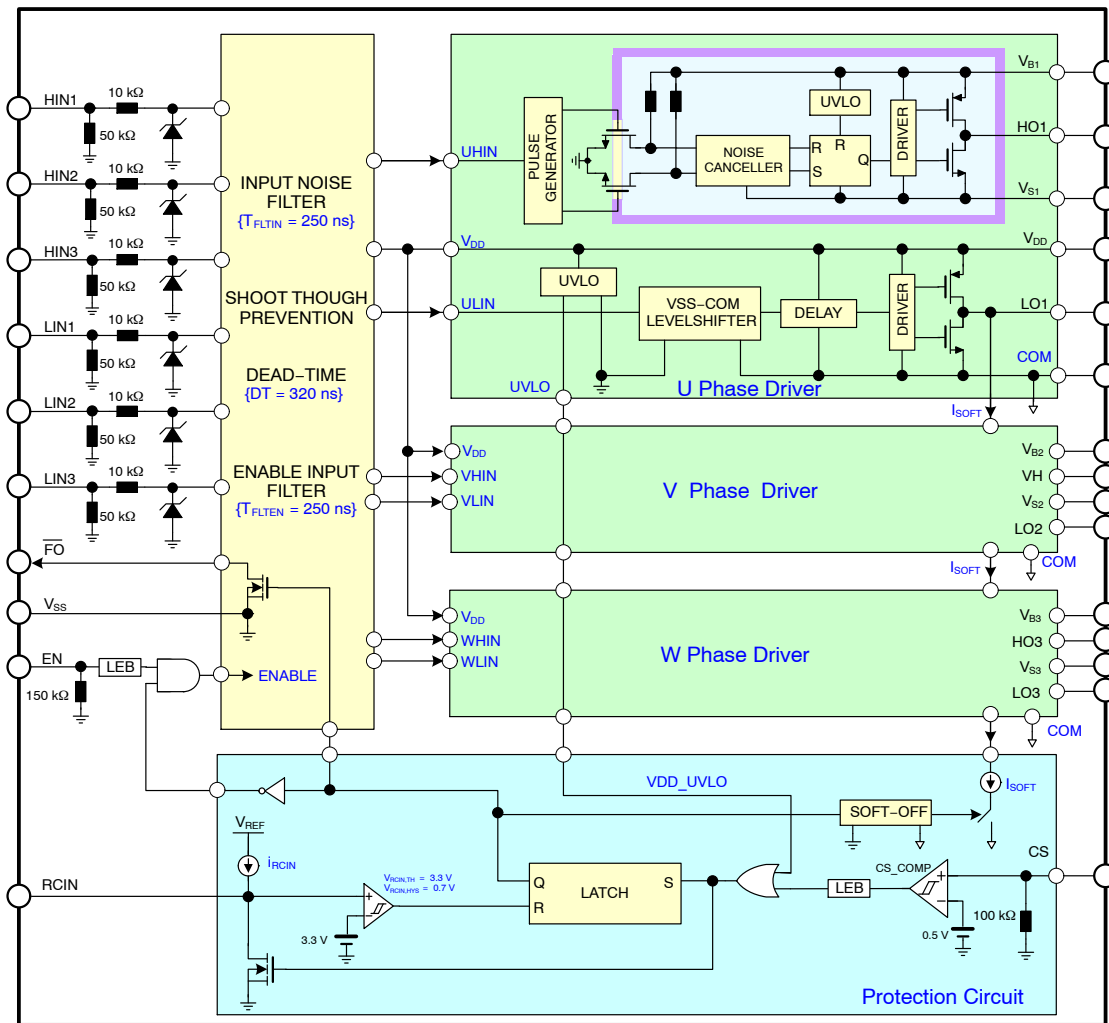 HIN1
10 kΩ
50 kΩ
HIN2
10 kΩ
50 kΩ
HIN3
10 kΩ
50 kΩ
LIN1
10 kΩ
50 kΩ
LIN2
10 kΩ
50 kΩ
LIN3
10 kΩ
50 kΩ
FO
VSS
EN
LEB
150 kΩ
INPUT NOISE
FILTER
{TFLTIN = 250 ns}
SHOOT THOUGH
PREVENTION
DEAD−TIME
{DT = 320 ns}
ENABLE INPUT
FILTER
{TFLTEN = 250 ns}
ENABLE
UHIN
PULSE
GENERATOR
NOISE
CANCELLER
UVLO
R
R
S
Q
DRIVER
VB1
HO1
VS1
VDD
VDD
UVLO
ULIN
VSS−COM
LEVELSHIFTER
DELAY
DRIVER
LO1
COM
UVLO
U Phase Driver
ISOFT
VDD
VHIN
VLIN
V Phase Driver
VB2
VH
VS2
LO2
COM
ISOFT
VDD
WHIN
WLIN
W Phase Driver
VB3
HO3
VS3
LO3
COM
VDD_UVLO
ISOFT
SOFT−OFF
VREF
iRCIN
RCIN
VRCIN,TH = 3.3 V
VRCIN,HYS = 0.7 V
+
−
3.3 V
Q
R
S
LATCH
LEB
CS_COMP
+
−
CS
100 kΩ
0.5 V
Protection Circuit